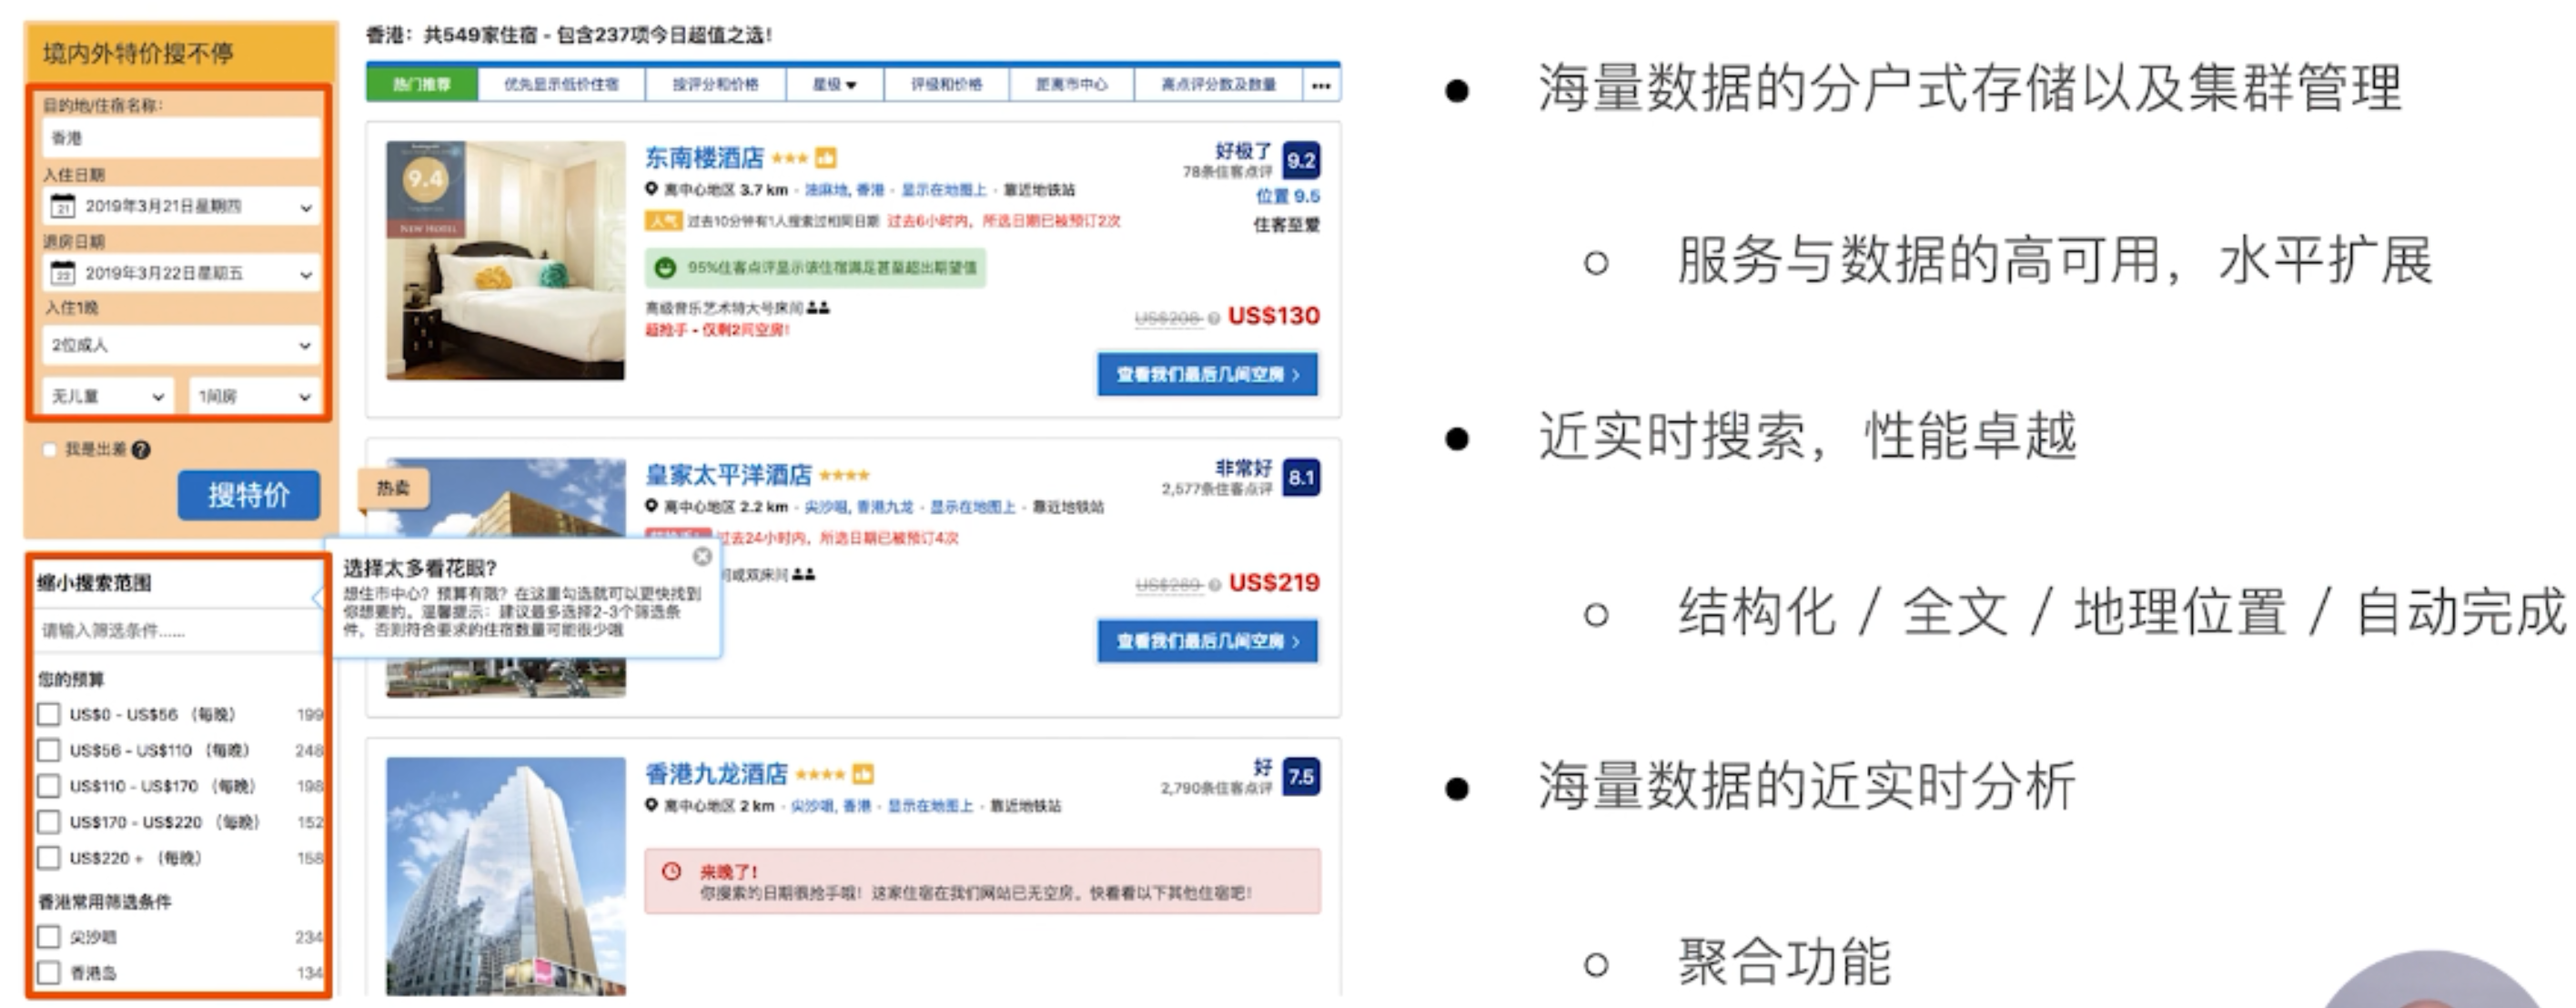 境内外特价搜不停
目的地/住宿名称：
香港
入住日期
21 2019年3月21日星期四
退房日期
22 2019年3月22日星期五
入住1晚
2位成人
无儿童 1间房
我是出差
搜特价
缩小搜索范围
请输入筛选条件......
您的预算
US$0 - US$56 （每晚） 199
US$56 - US$110 （每晚） 248
US$110 - US$170 （每晚） 198
US$170 - US$220 （每晚） 152
US$220 + （每晚） 158
香港常用筛选条件
尖沙咀 234
香港岛 134
香港：共549家住宿 - 包含237项今日超值之选！
热门推荐 优先显示低价住宿 按评分和价格 星级 评级和价格 距离市中心 高点评分数及数量 •••
9.4
NEW HOTEL
东南楼酒店
离中心地区 3.7 km - 油麻地, 香港 - 显示在地图上 - 靠近地铁站
人气 过去10分钟有1人搜索过相同日期 过去6小时内，所选日期已被预订2次
95%住客点评显示该住宿满足甚至超出期望值
高级音乐艺术特大号床间
超抢手 - 仅剩2间空房！
好极了 9.2
78条住客点评
位置 9.5
住客至爱
US$208 US$130
查看我们最后几间空房
热卖
皇家太平洋酒店
离中心地区 2.2 km - 尖沙咀, 香港九龙 - 显示在地图上 - 靠近地铁站
过去24小时内，所选日期已被预订4次
或双床间
非常好 8.1
2,577条住客点评
US$269 US$219
查看我们最后几间空房
选择太多看花眼？
想住市中心？预算有限？在这里勾选就可以更快找到
你想要的。温馨提示：建议最多选择2-3个筛选条
件，否则符合要求的住宿数量可能很少哦
香港九龙酒店
离中心地区 2 km - 尖沙咀, 香港 - 显示在地图上 - 靠近地铁站
好 7.5
2,790条住客点评
来晚了！
你搜索的日期很抢手哦！这家住宿在我们网站已无空房。快看看以下其他住宿吧！
海量数据的分户式存储以及集群管理
服务与数据的高可用，水平扩展
近实时搜索，性能卓越
结构化 / 全文 / 地理位置 / 自动完成
海量数据的近实时分析
聚合功能